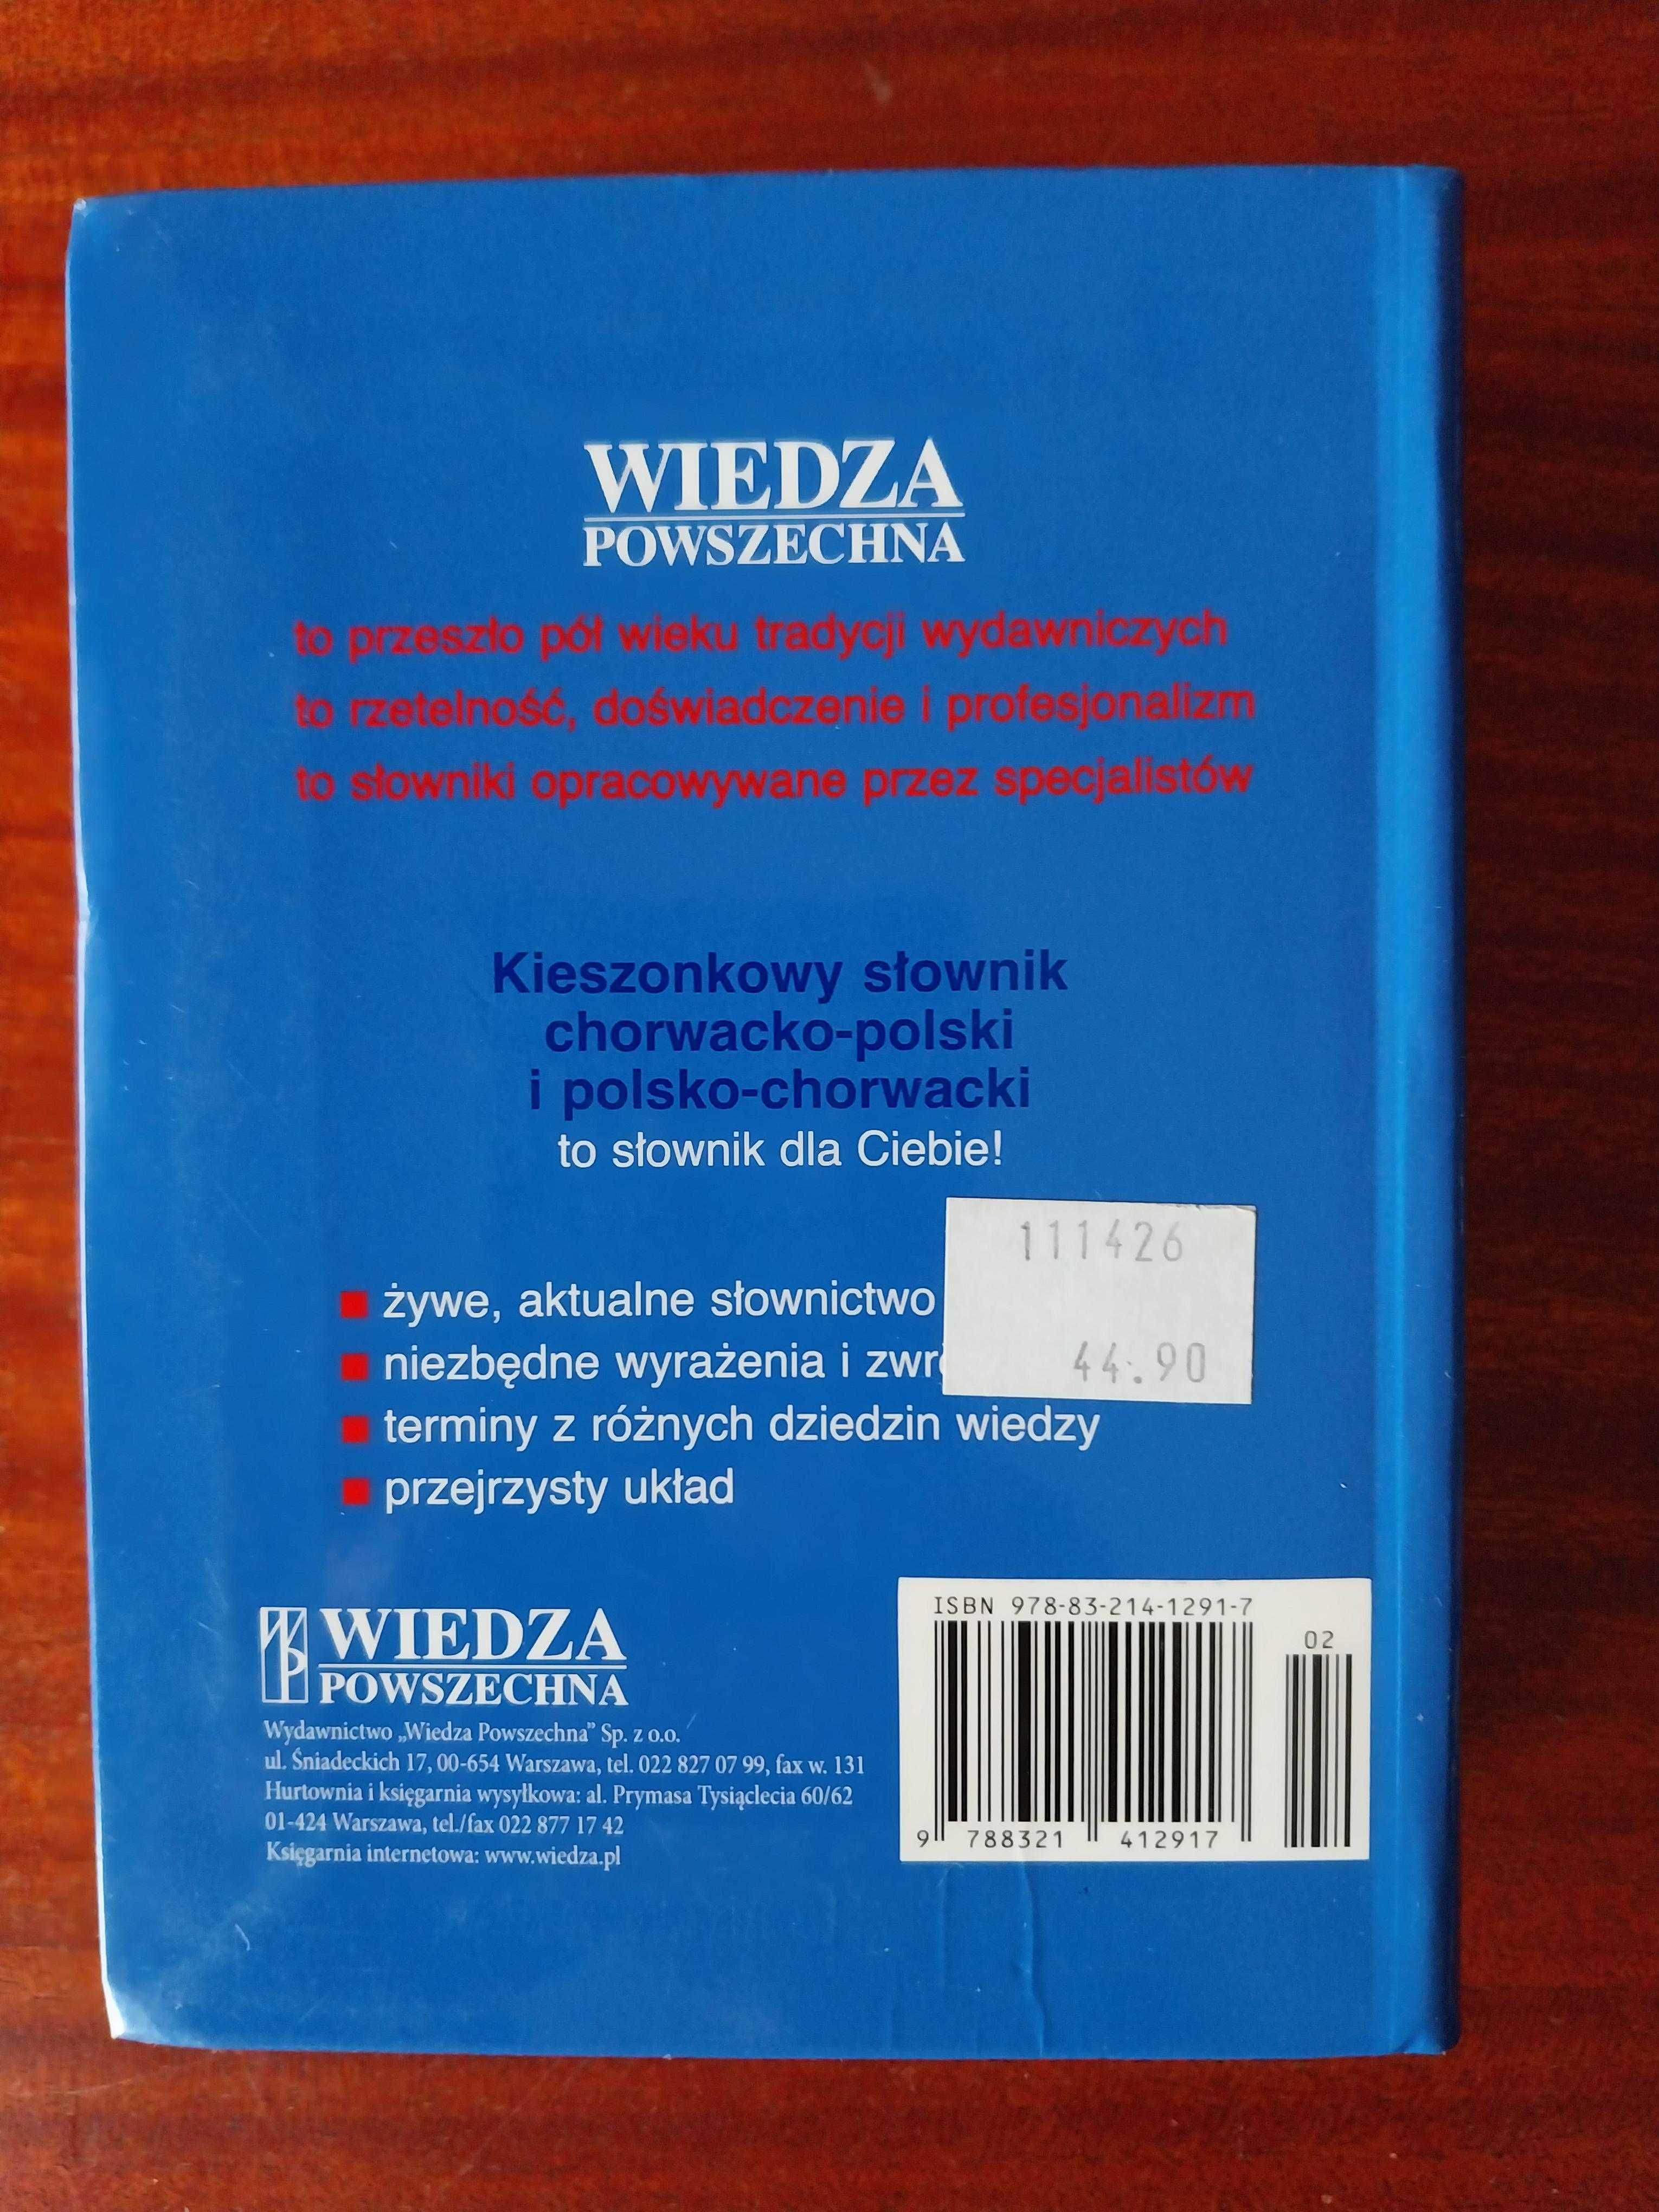 WIEDZA
POWSZECHNA
to przeszło pół wieku tradycji wydawniczych
to rzetelność, doświadczenie i profesjonalizm
to słowniki opracowywane przez specjalistów
Kieszonkowy słownik
chorwacko-polski
i polsko-chorwacki
to słownik dla Ciebie!
111426
44.90
żywe, aktualne słownictwo
niezbędne wyrażenia i
terminy z różnych dziedzin wiedzy
przejrzysty układ
WIEDZA
POWSZECHNA
Wydawnictwo „Wiedza Powszechna” Sp. z o.o.
ul. Śniadeckich 17, 00-654 Warszawa, tel. 022 827 07 99, fax w. 131
Hurtownia i księgarnia wysyłkowa: al. Prymasa Tysiąclecia 60/62
01-424 Warszawa, tel./fax 022 877 17 42
Księgarnia internetowa: www.wiedza.pl
ISBN 978-83-214-1291-7
02
9 788321 412917